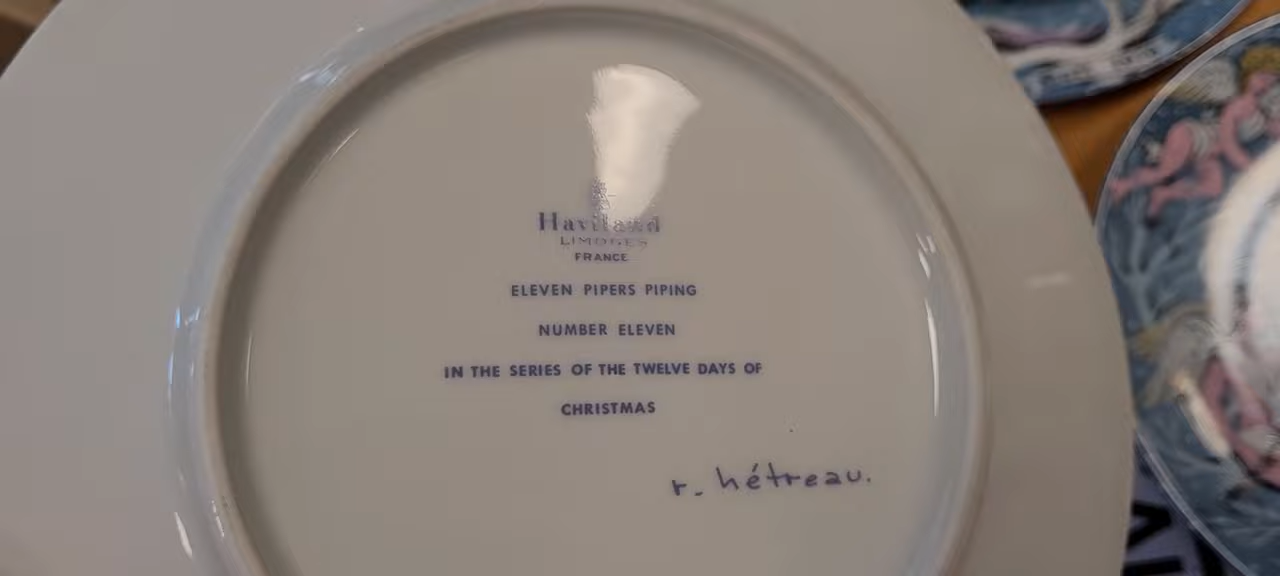 Haviland
LIMOGES
FRANCE
ELEVEN PIPERS PIPING
NUMBER ELEVEN
IN THE SERIES OF THE TWELVE DAYS OF
CHRISTMAS
r. hétreau.